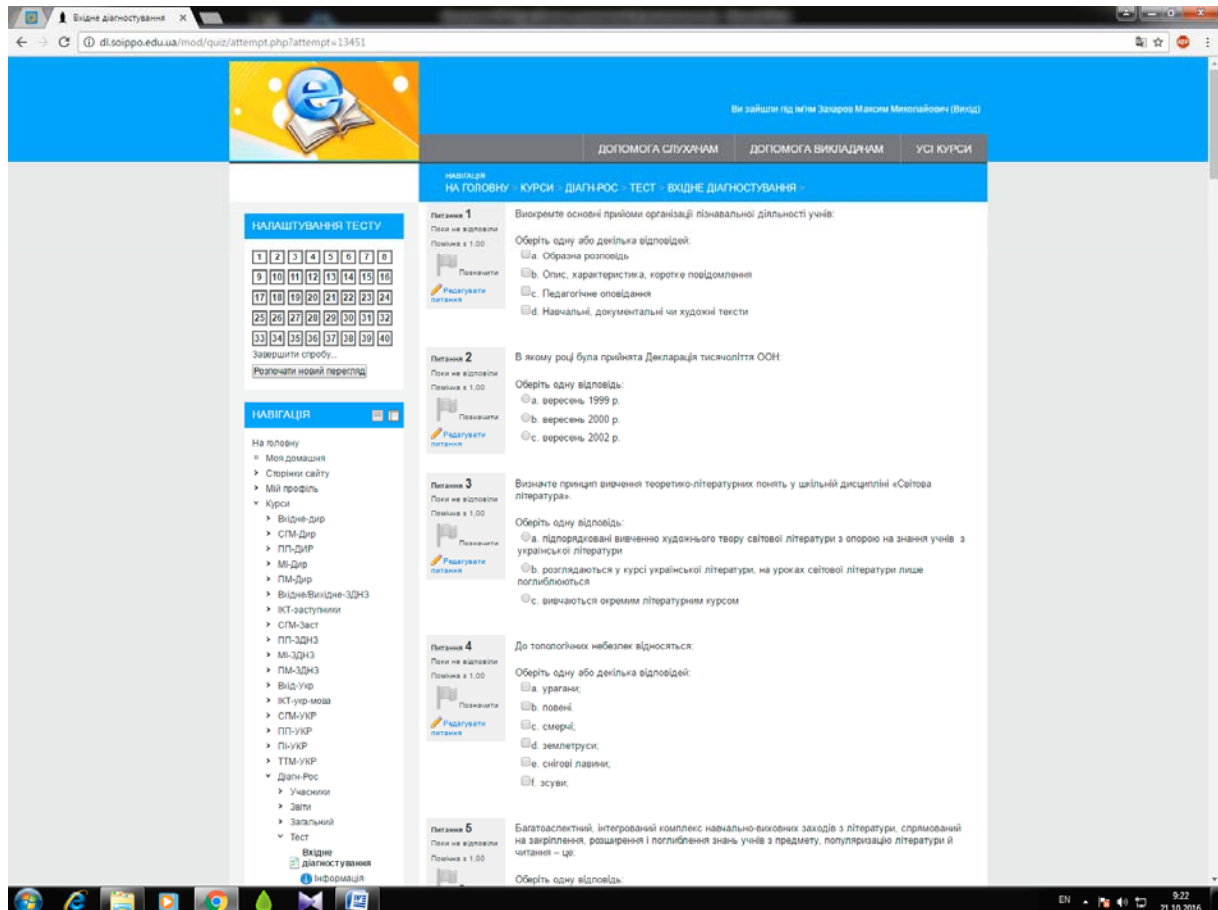 Вхідне діагностування
dl.soippo.edu.ua/mod/quiz/attempt.php?attempt=13451
Ви зайшли під ім'ям Захаров Максим Миколайович (Вихід)
ДОПОМОГА СЛУХАЧАМ ДОПОМОГА ВИКЛАДАЧАМ УСІ КУРСИ
НАВІГАЦІЯ
НА ГОЛОВНУ КУРСИ ДІАГН-РОС ТЕСТ ВХІДНЕ ДІАГНОСТУВАННЯ
НАЛАШТУВАННЯ ТЕСТУ
1 2 3 4 5 6 7 8
9 10 11 12 13 14 15 16
17 18 19 20 21 22 23 24
25 26 27 28 29 30 31 32
33 34 35 36 37 38 39 40
Завершити спробу...
Розпочати новий перегляд
НАВІГАЦІЯ
На головну
Моя домашня
Сторінки сайту
Мій профіль
Курси
Вхідне-дир
СГМ-Дир
ПП-ДИР
МІ-Дир
ПМ-Дир
Вхідне/Вихідне-ЗДНЗ
ІКТ-заступники
СГМ-Заст
ПП-ЗДНЗ
МІ-ЗДНЗ
ПМ-ЗДНЗ
Вхід-Укр
ІКТ-укр-мова
СГМ-УКР
ПП-УКР
ПІ-УКР
ТТМ-УКР
Діагн-Рос
Учасники
Звіти
Загальний
Тест
Вхідне
діагностування
Інформація
Питання 1
Поки не відповіли
Помічка з 1,00
Позначити
Редагувати
питання
Виокремте основні прийоми організації пізнавальної діяльності учнів:
Оберіть одну або декілька відповідей:
a. Образна розповідь
b. Опис, характеристика, коротке повідомлення
c. Педагогічне оповідання
d. Навчальні, документальні чи художні тексти
Питання 2
Поки не відповіли
Помічка з 1,00
Позначити
Редагувати
питання
В якому році була прийнята Декларація тисячоліття ООН:
Оберіть одну відповідь:
a. вересень 1999 р.
b. вересень 2000 р.
c. вересень 2002 р.
Питання 3
Поки не відповіли
Помічка з 1,00
Позначити
Редагувати
питання
Визначте принцип вивчення теоретико-літературних понять у шкільній дисципліні «Світова
література».
Оберіть одну відповідь:
a. підпорядковані вивченню художнього твору світової літератури з опорою на знання учнів з
української літератури
b. розглядаються у курсі української літератури, на уроках світової літератури лише
поглиблюються
c. вивчаються окремим літературним курсом
Питання 4
Поки не відповіли
Помічка з 1,00
Позначити
Редагувати
питання
До топологічних небезпек відносяться:
Оберіть одну або декілька відповідей:
a. урагани;
b. повені.
c. смерчі;
d. землетруси;
e. снігові лавини;
f. зсуви;
Питання 5
Поки не відповіли
Помічка з 1,00
Багатоаспектний, інтегрований комплекс навчально-виховних заходів з літератури, спрямований
на закріплення, розширення і поглиблення знань учнів з предмету, популяризацію літератури й
читання – це:
Оберіть одну відповідь:
EN 9:22
21.10.2016